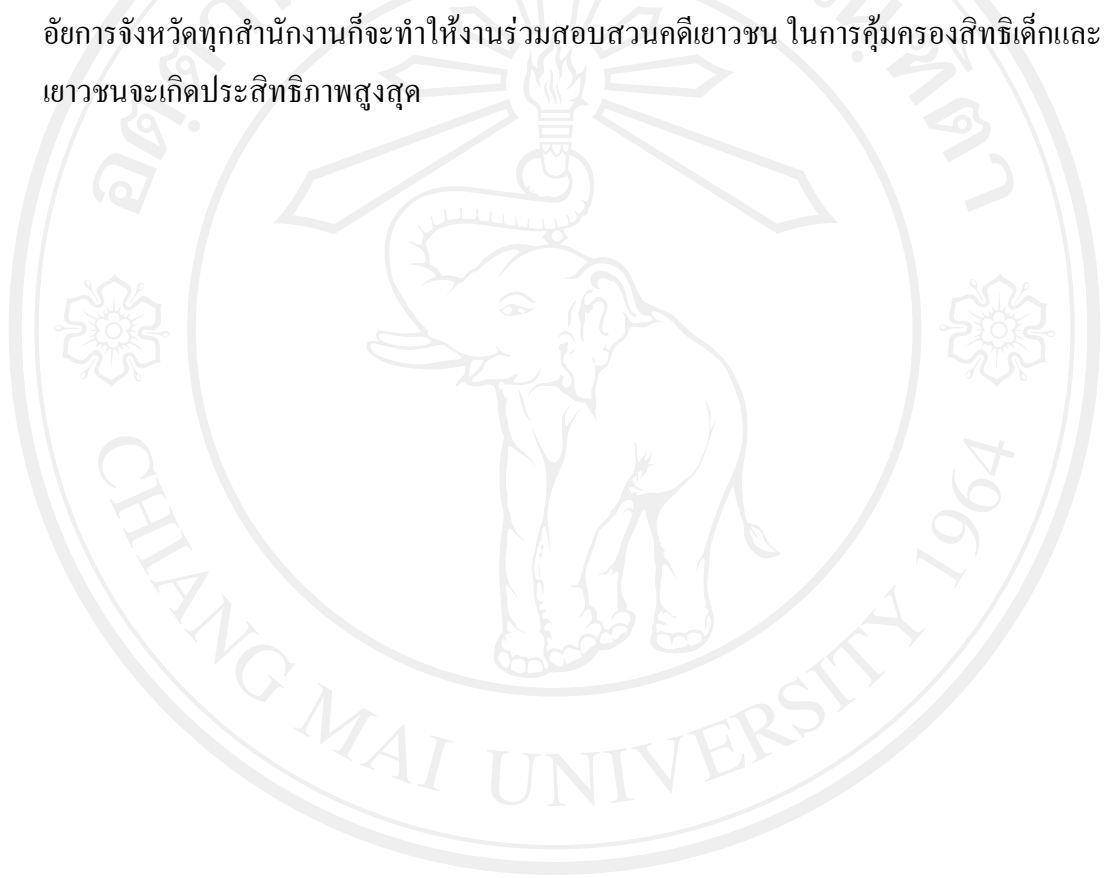 อัยการจังหวัดทุกสำนักงานก็จะทำให้งานร่วมสอบสวนคดีเยาวชน ในการคุ้มครองสิทธิเด็กและ
เยาวชนจะเกิดประสิทธิภาพสูงสุด
CHIANG MAI UNIVERSITY 1964